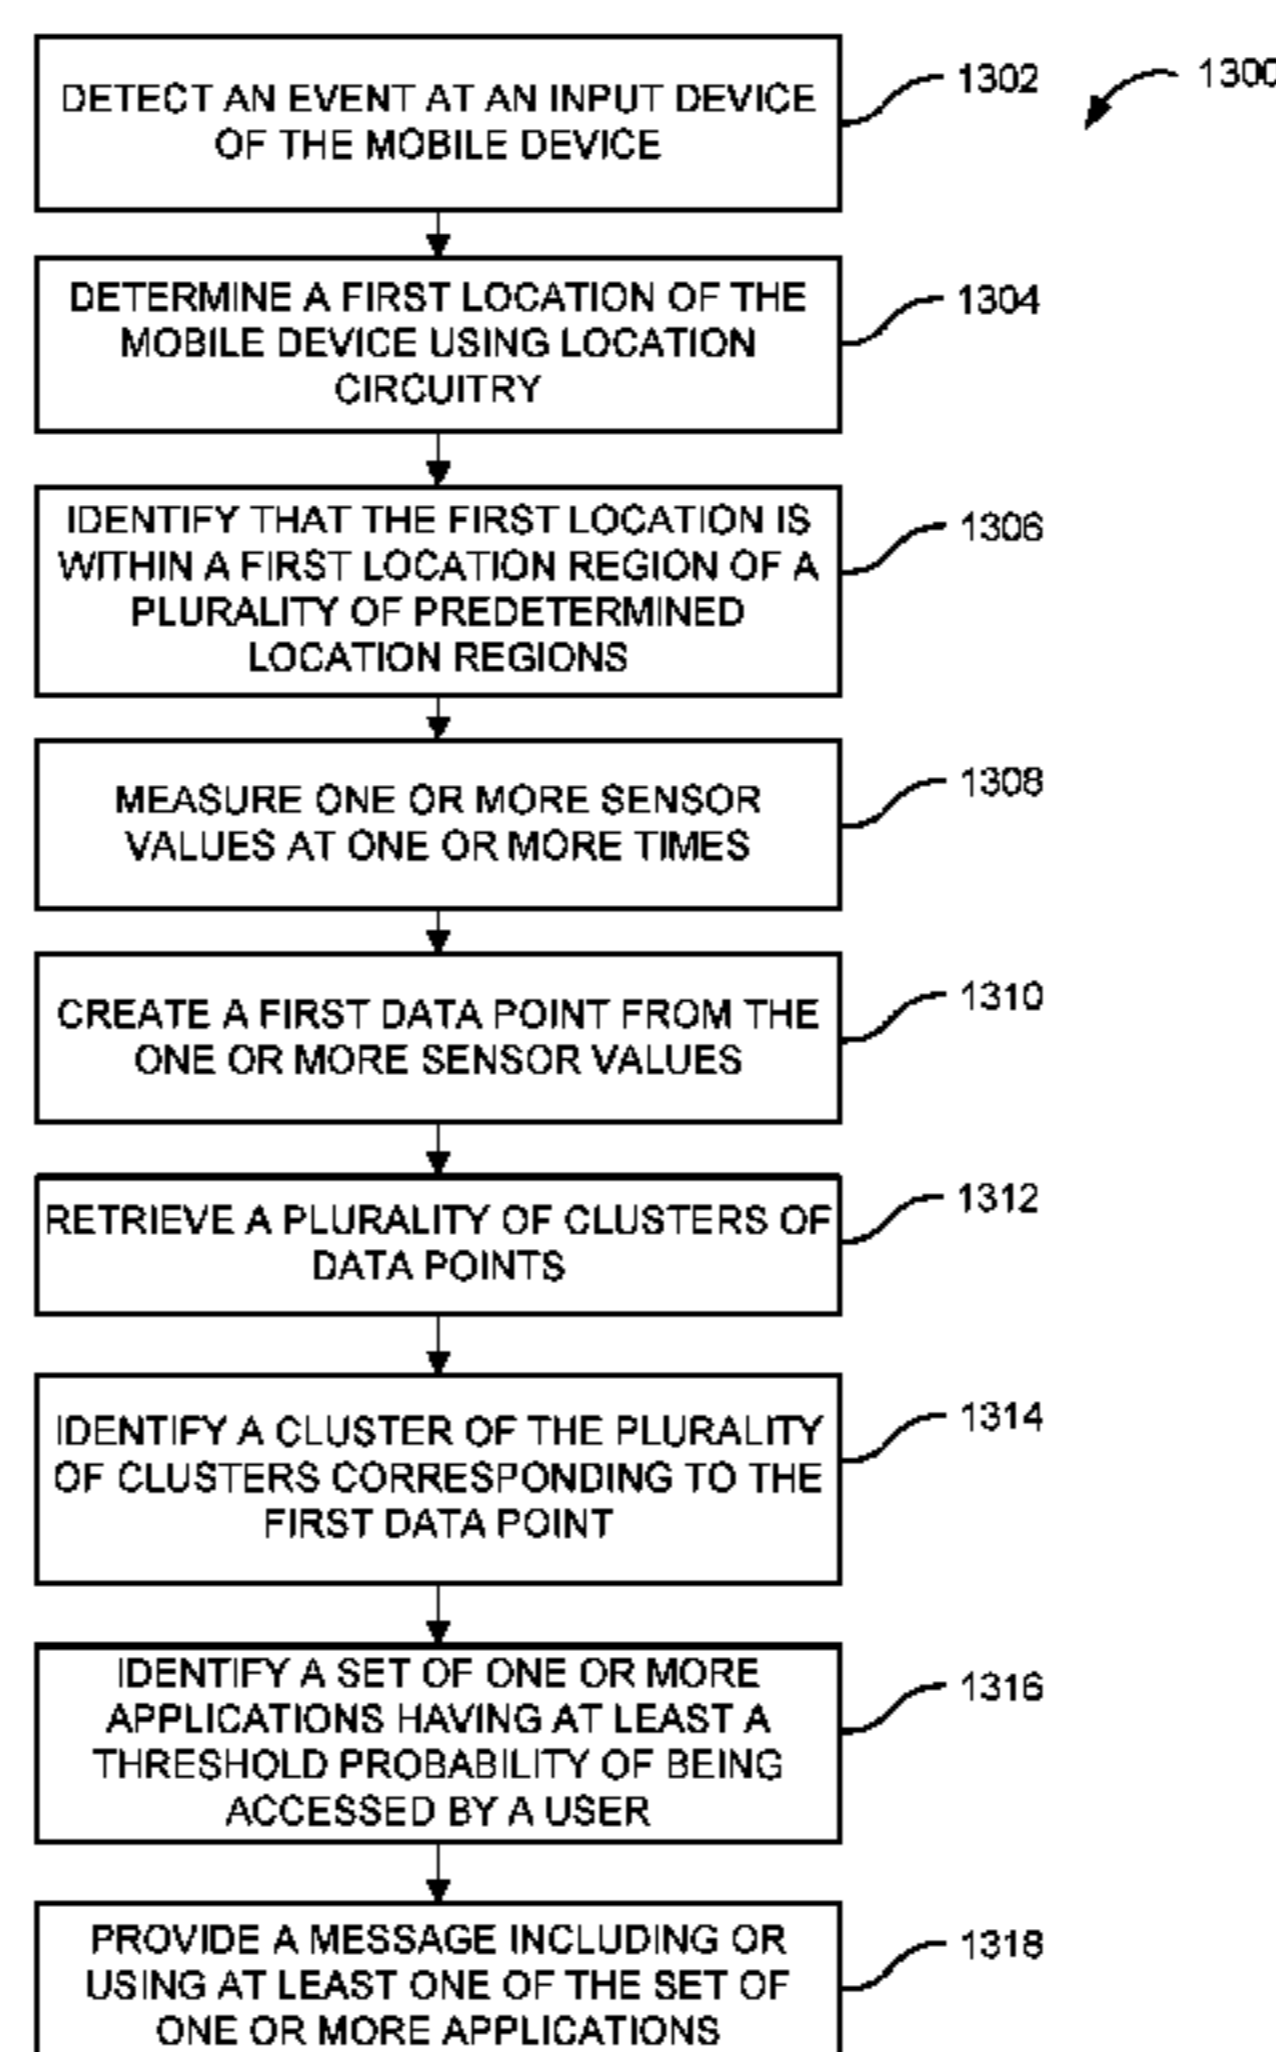 DETECT AN EVENT AT AN INPUT DEVICE
OF THE MOBILE DEVICE
1302
1300
DETERMINE A FIRST LOCATION OF THE
MOBILE DEVICE USING LOCATION
CIRCUITRY
1304
IDENTIFY THAT THE FIRST LOCATION IS
WITHIN A FIRST LOCATION REGION OF A
PLURALITY OF PREDETERMINED
LOCATION REGIONS
1306
MEASURE ONE OR MORE SENSOR
VALUES AT ONE OR MORE TIMES
1308
CREATE A FIRST DATA POINT FROM THE
ONE OR MORE SENSOR VALUES
1310
RETRIEVE A PLURALITY OF CLUSTERS OF
DATA POINTS
1312
IDENTIFY A CLUSTER OF THE PLURALITY
OF CLUSTERS CORRESPONDING TO THE
FIRST DATA POINT
1314
IDENTIFY A SET OF ONE OR MORE
APPLICATIONS HAVING AT LEAST A
THRESHOLD PROBABILITY OF BEING
ACCESSED BY A USER
1316
PROVIDE A MESSAGE INCLUDING OR
USING AT LEAST ONE OF THE SET OF
ONE OR MORE APPLICATIONS
1318